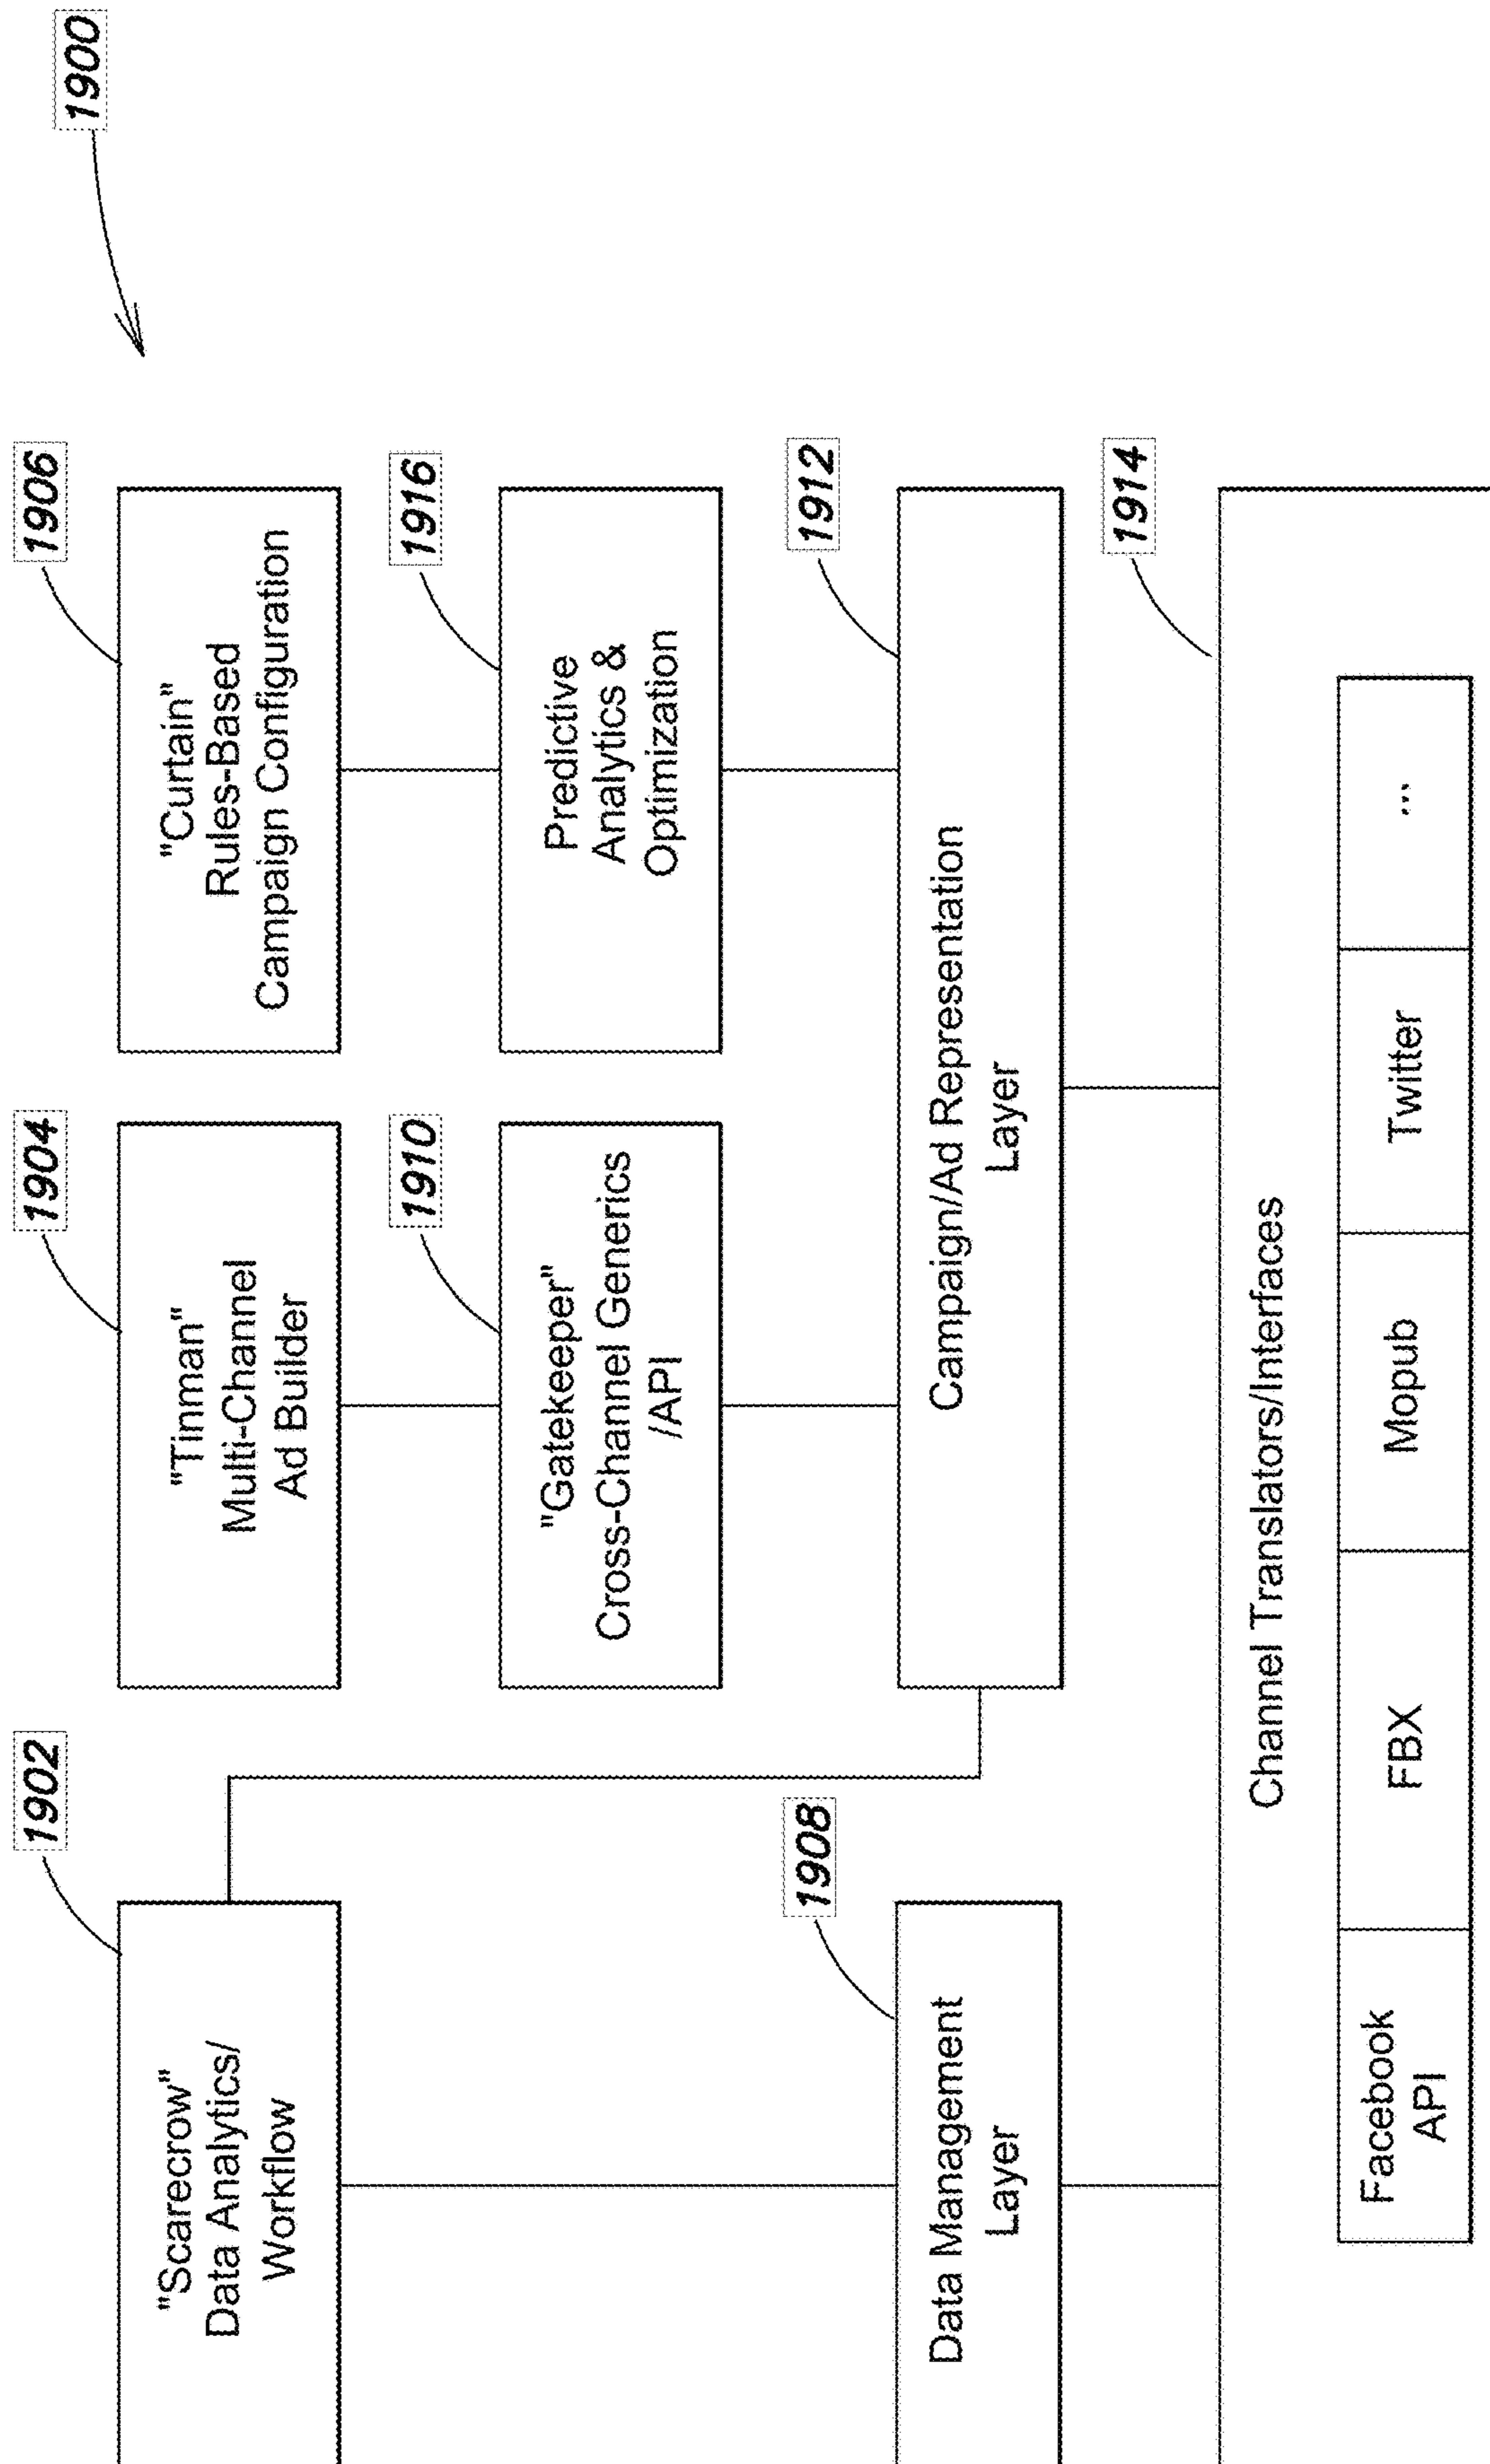 1900
1902
"Scarecrow"
Data Analytics/
Workflow
1904
"Tinman"
Multi-Channel
Ad Builder
1906
"Curtain"
Rules-Based
Campaign Configuration
1910
"Gatekeeper"
Cross-Channel Generics
/API
1916
Predictive
Analytics &
Optimization
1908
Data Management
Layer
1912
Campaign/Ad Representation
Layer
1914
Channel Translators/Interfaces
Facebook
API
FBX
Mopub
Twitter
...